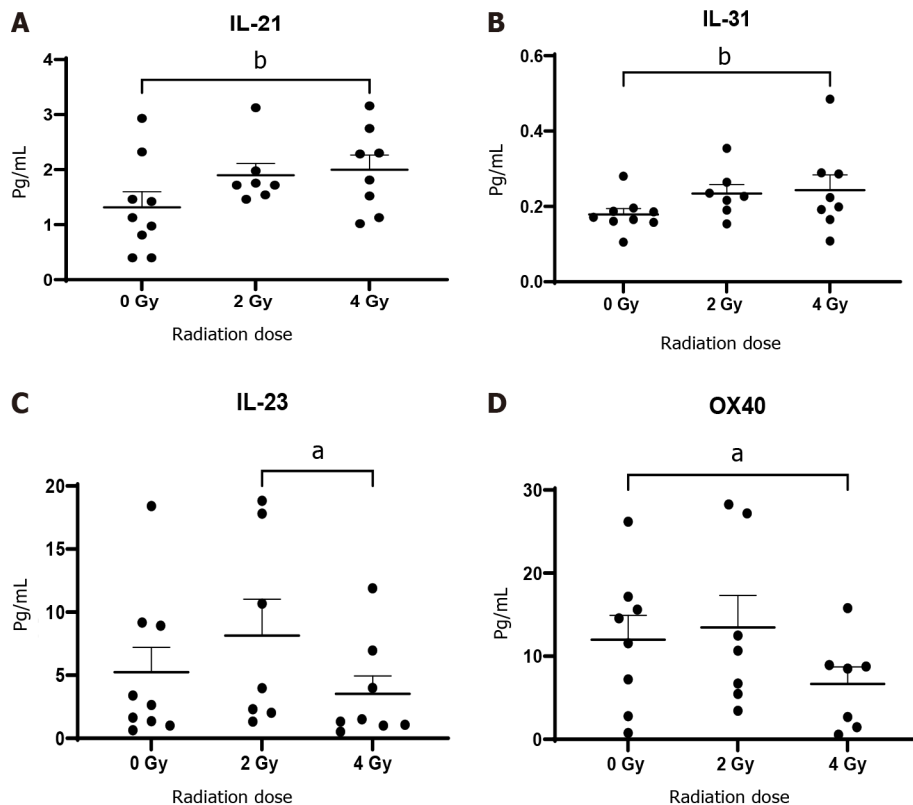 A
IL-21
b
4
3
2
1
0
Pg/mL
0 Gy
2 Gy
4 Gy
Radiation dose
B
IL-31
b
0.6
0.4
0.2
0.0
Pg/mL
0 Gy
2 Gy
4 Gy
Radiation dose
C
IL-23
a
20
15
10
5
0
Pg/mL
0 Gy
2 Gy
4 Gy
Radiation dose
D
OX40
a
30
20
10
0
Pg/mL
0 Gy
2 Gy
4 Gy
Radiation dose